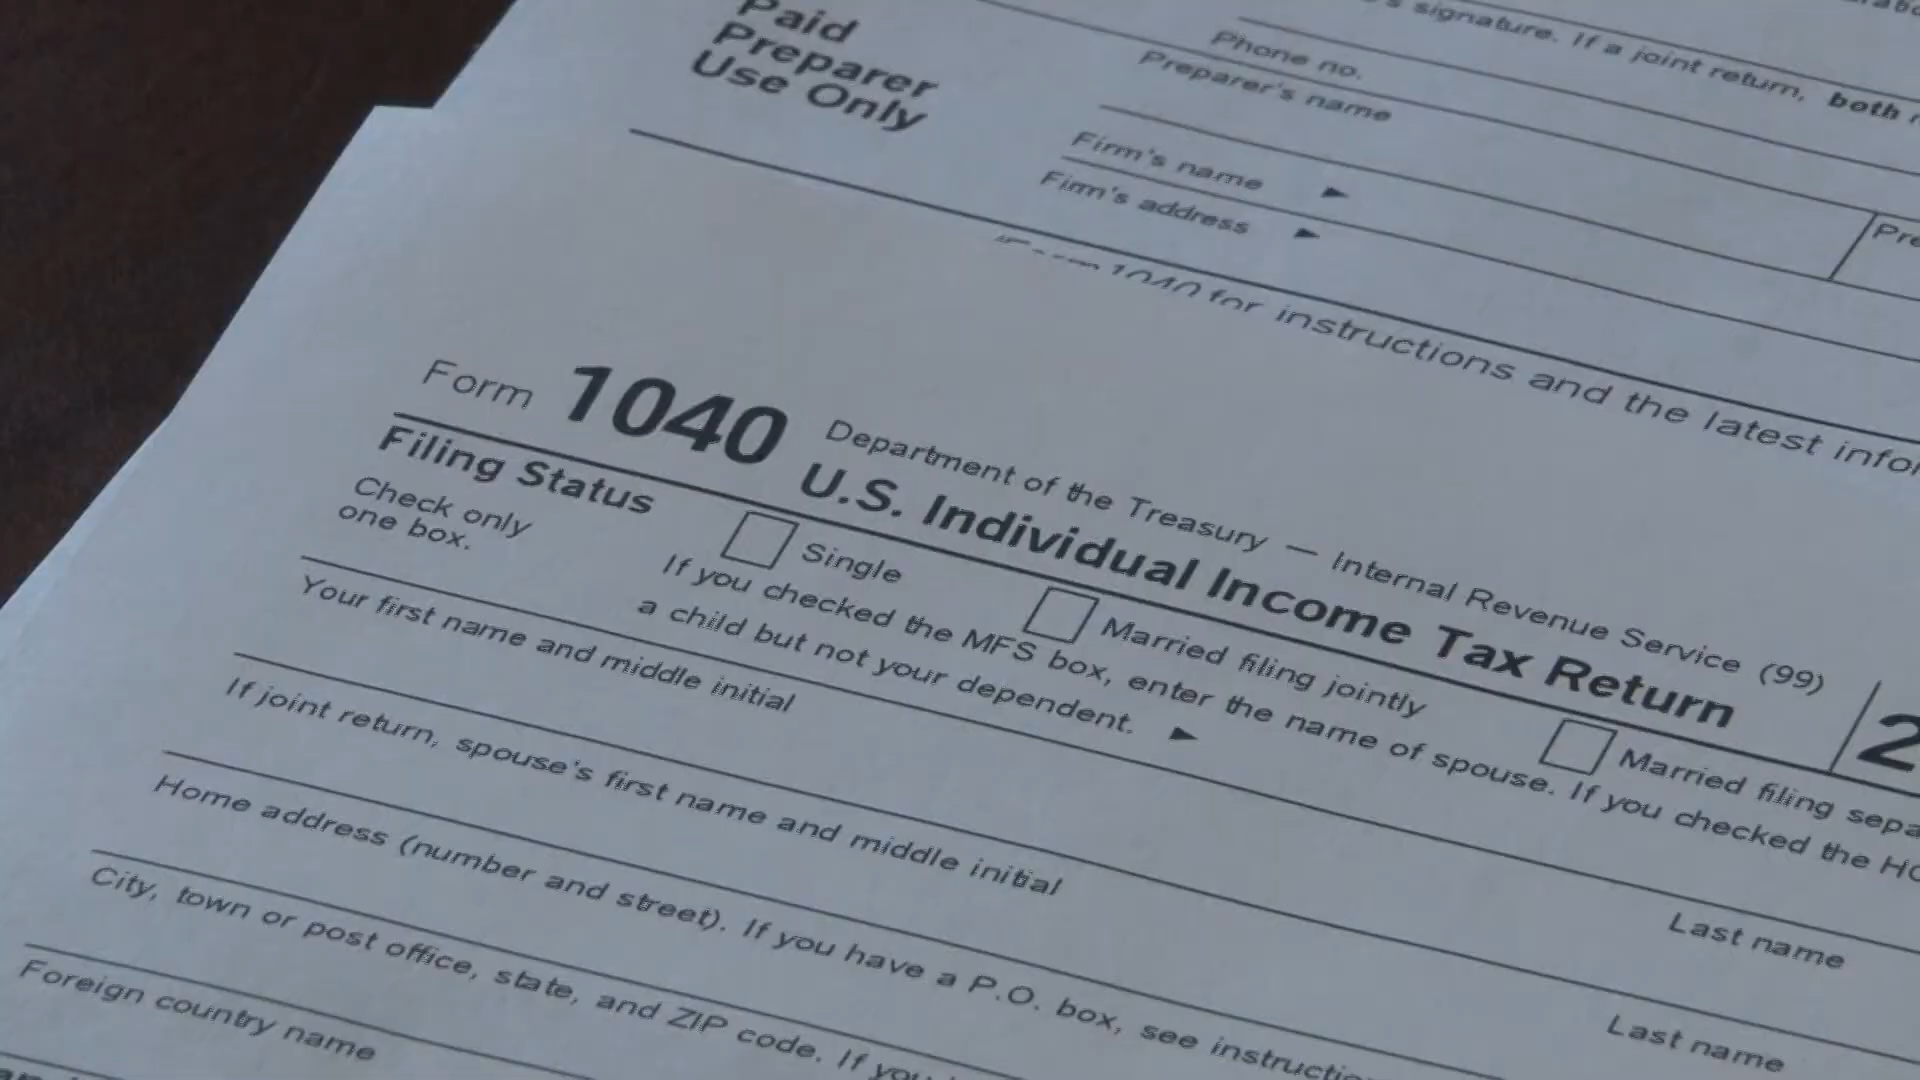 's signature. If a joint return, both
Phone no.
Paid
Preparer
Use Only
Preparer's name
Firm's name ►
Firm's address ►
Pre
1040 for instructions and the latest infor
Form 1040
Department of the Treasury — Internal Revenue Service (99)
U.S. Individual Income Tax Return
2
Filing Status
Check only
one box.
Single
Married filing jointly
Married filing sepa
If you checked the MFS box, enter the name of spouse. If you checked the HO
a child but not your dependent. ►
Your first name and middle initial
Last name
If joint return, spouse's first name and middle initial
Last name
Home address (number and street). If you have a P.O. box, see instructio
City, town or post office, state, and ZIP code. If you
Foreign country name